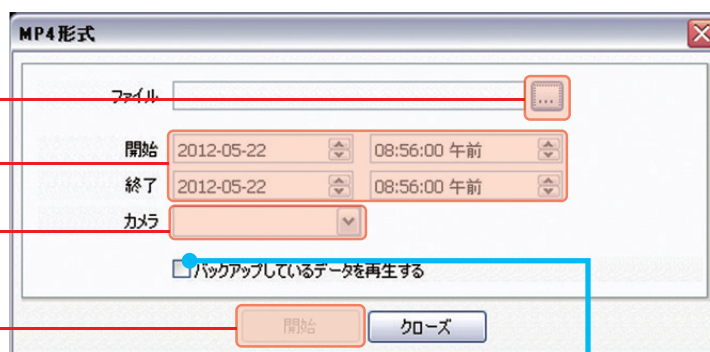 MP4形式
ファイル ...
開始 2012-05-22 08:56:00 午前
終了 2012-05-22 08:56:00 午前
カメラ
バックアップしているデータを再生する
開始 クローズ